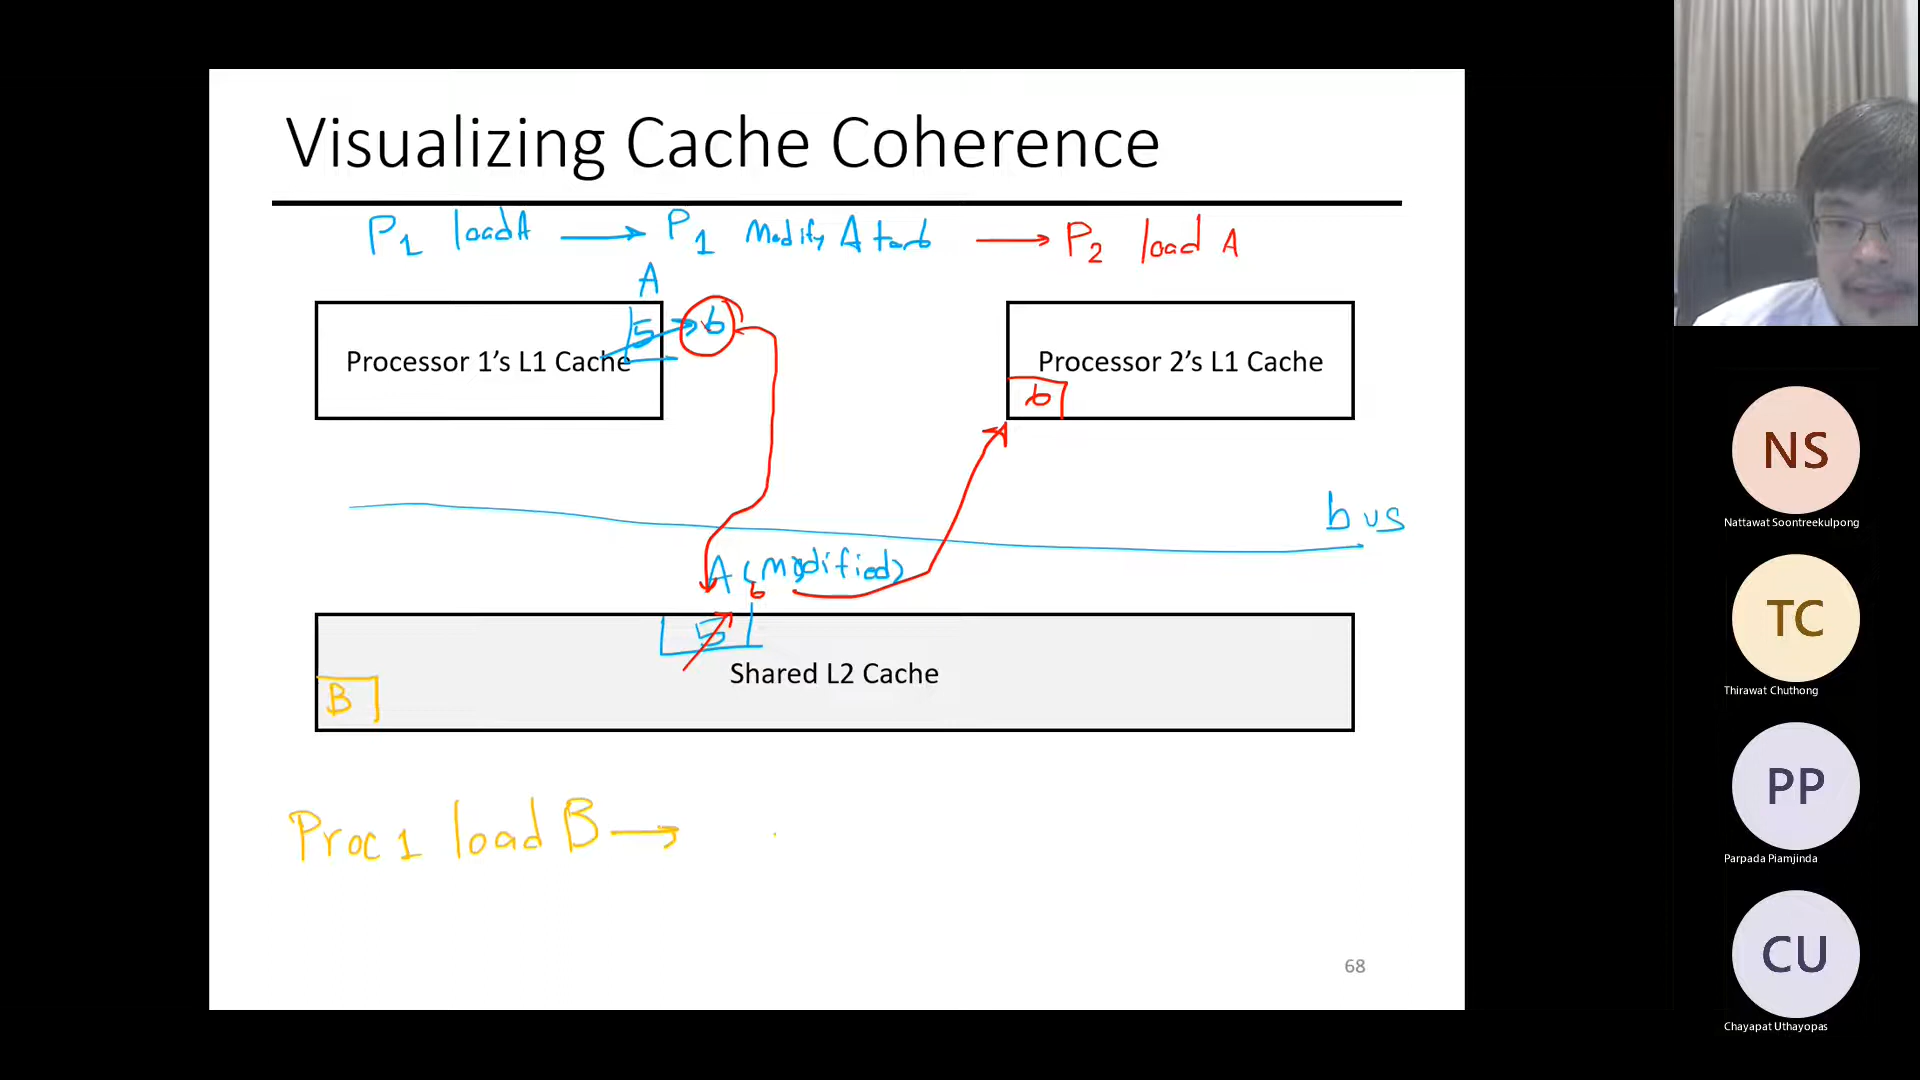 Visualizing Cache Coherence
P1 load A → P1 Modify A to 6 → P2 load A
A
5 → 6
Processor 1's L1 Cache
Processor 2's L1 Cache
6
bus
A (modified)
6
5
Shared L2 Cache
B
Proc 1 load B →
68
NS
Nattawat Soontreekulpong
TC
Thirawat Chuthong
PP
Parpada Piamjinda
CU
Chayapat Uthayopas